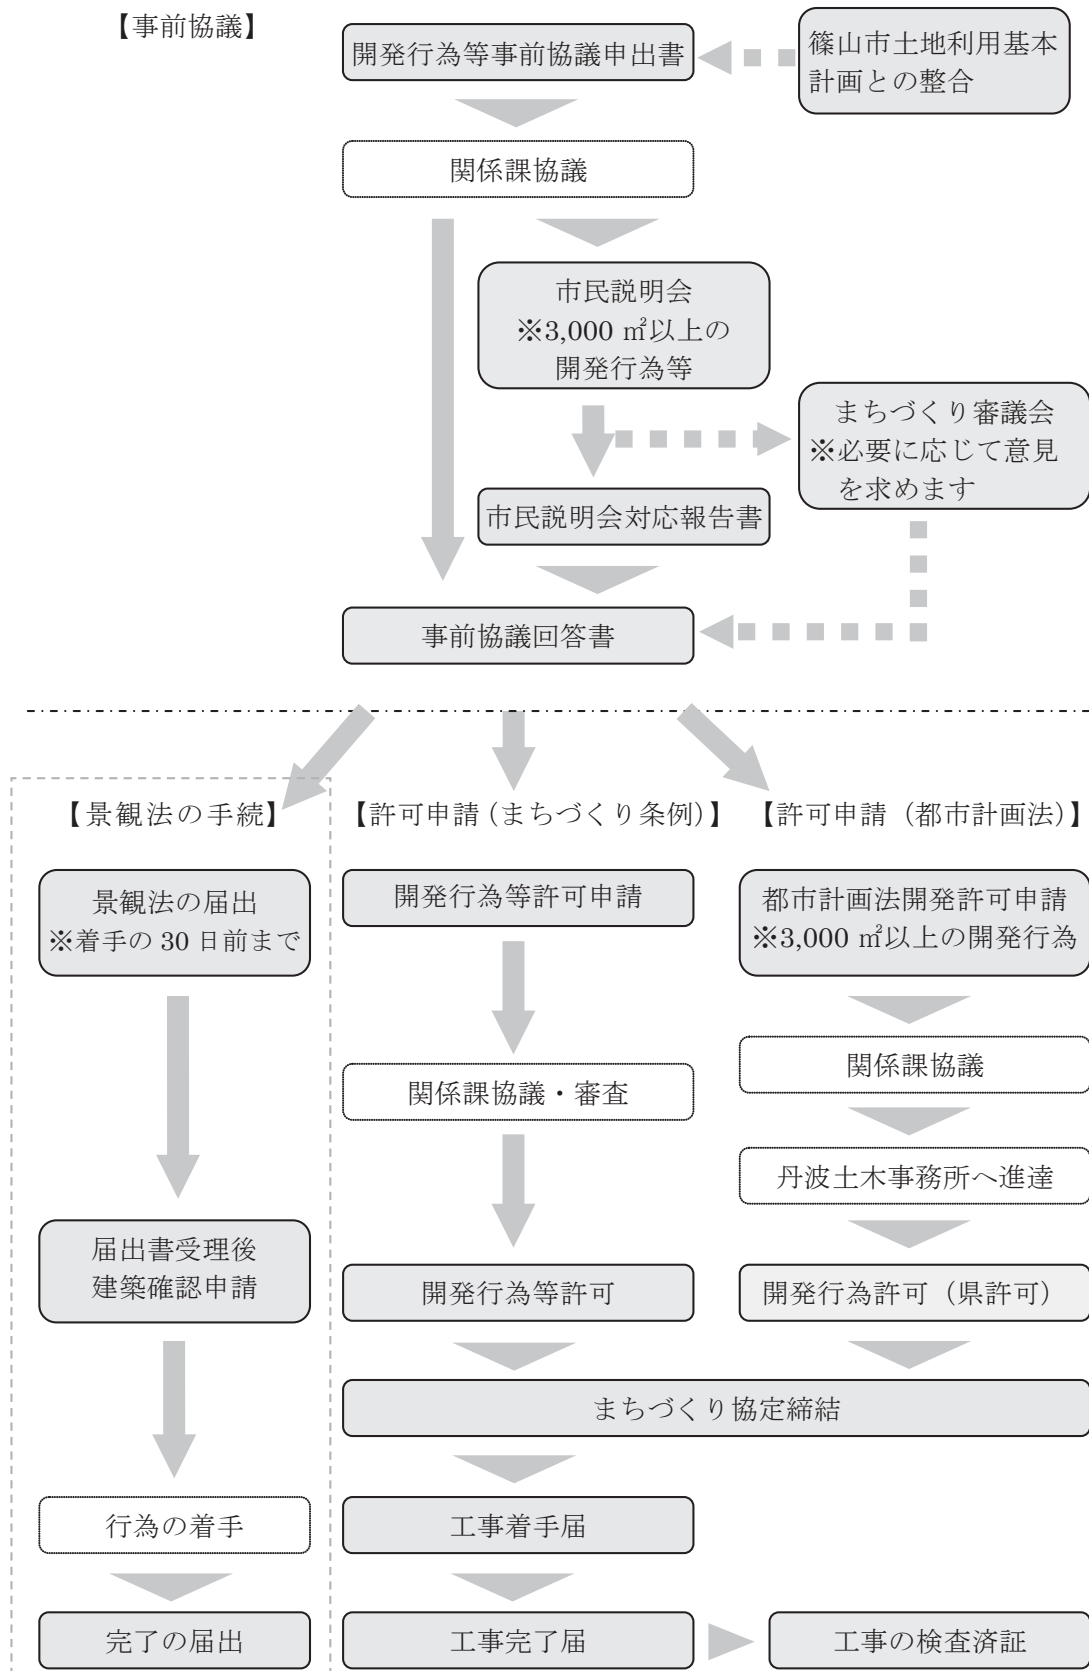 【事前協議】
開発行為等事前協議申出書
篠山市土地利用基本
計画との整合
関係課協議
市民説明会
※3,000 ㎡以上の
開発行為等
まちづくり審議会
※必要に応じて意見
を求めます
市民説明会対応報告書
事前協議回答書
【景観法の手続】
【許可申請（まちづくり条例）】
【許可申請（都市計画法）】
景観法の届出
※着手の 30 日前まで
開発行為等許可申請
都市計画法開発許可申請
※3,000 ㎡以上の開発行為
関係課協議・審査
関係課協議
丹波土木事務所へ進達
届出書受理後
建築確認申請
開発行為等許可
開発行為許可（県許可）
まちづくり協定締結
行為の着手
工事着手届
完了の届出
工事完了届
工事の検査済証